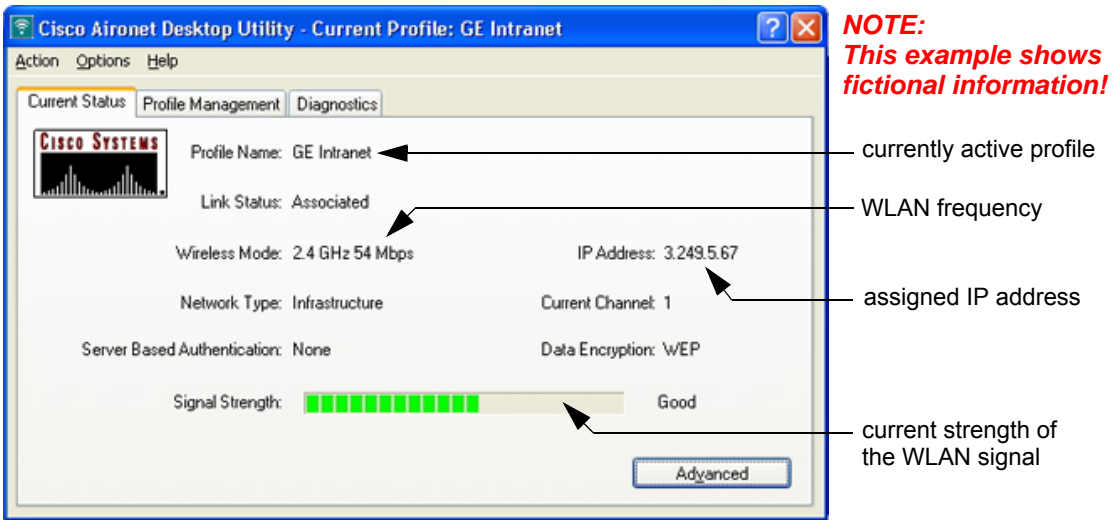 Cisco Aironet Desktop Utility - Current Profile: GE Intranet
NOTE:
This example shows
fictional information!
Action Options Help
Current Status Profile Management Diagnostics
CISCO SYSTEMS
Profile Name: GE Intranet
currently active profile
Link Status: Associated
WLAN frequency
Wireless Mode: 2.4 GHz 54 Mbps
IP Address: 3.249.5.67
Network Type: Infrastructure
Current Channel: 1
assigned IP address
Server Based Authentication: None
Data Encryption: WEP
Signal Strength:
Good
current strength of
the WLAN signal
Advanced